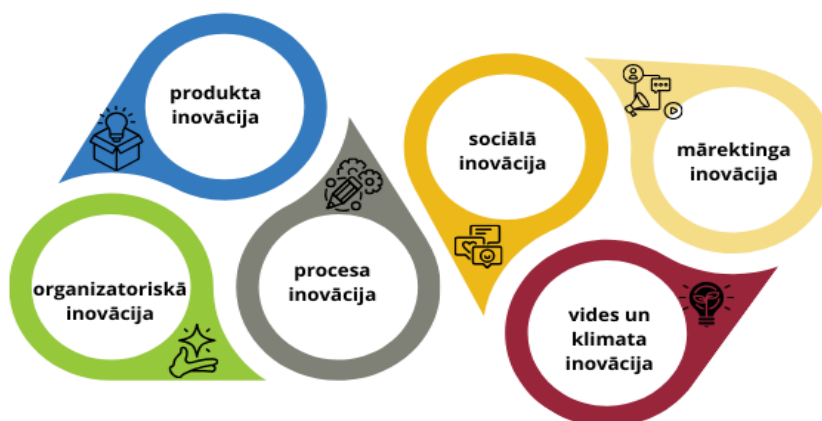 produkta
inovācija
sociālā
inovācija
mārektinga
inovācija
organizatoriskā
inovācija
procesa
inovācija
vides un
klimata
inovācija